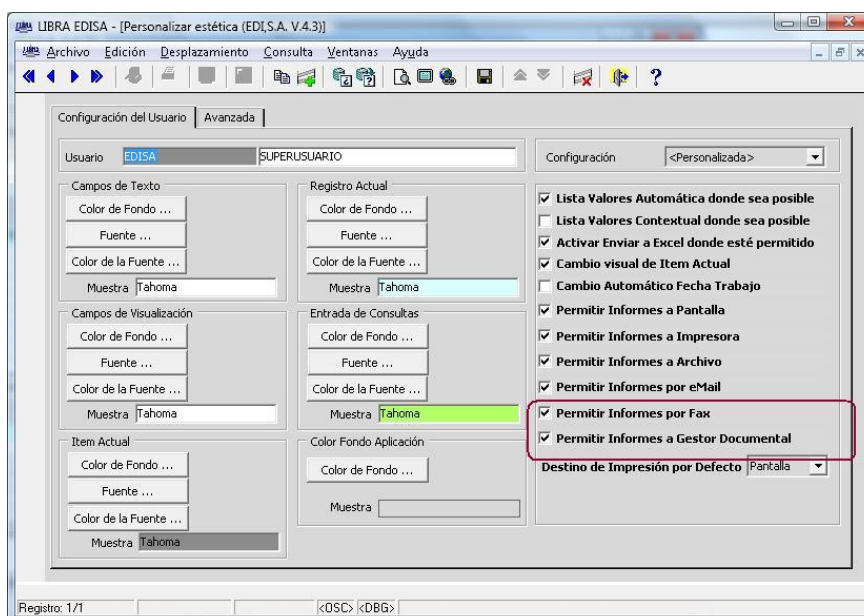 LIBRA EDISA - [Personalizar estética (EDI,S.A. V.4.3)]
Archivo Edición Desplazamiento Consulta Ventanas Ayuda
Configuración del Usuario Avanzada
Usuario EDISA SUPERUSUARIO
Configuración <Personalizada>
Campos de Texto
Color de Fondo ...
Fuente ...
Color de la Fuente ...
Muestra Tahoma
Registro Actual
Color de Fondo ...
Fuente ...
Color de la Fuente ...
Muestra Tahoma
Campos de Visualización
Color de Fondo ...
Fuente ...
Color de la Fuente ...
Muestra Tahoma
Entrada de Consultas
Color de Fondo ...
Fuente ...
Color de la Fuente ...
Muestra Tahoma
Item Actual
Color de Fondo ...
Fuente ...
Color de la Fuente ...
Muestra Tahoma
Color Fondo Aplicación
Color de Fondo ...
Muestra
Lista Valores Automática donde sea posible
Lista Valores Contextual donde sea posible
Activar Enviar a Excel donde esté permitido
Cambio visual de Item Actual
Cambio Automático Fecha Trabajo
Permitir Informes a Pantalla
Permitir Informes a Impresora
Permitir Informes a Archivo
Permitir Informes por eMail
Permitir Informes por Fax
Permitir Informes a Gestor Documental
Destino de Impresión por Defecto Pantalla
Registro: 1/1 <OSC> <DBG>